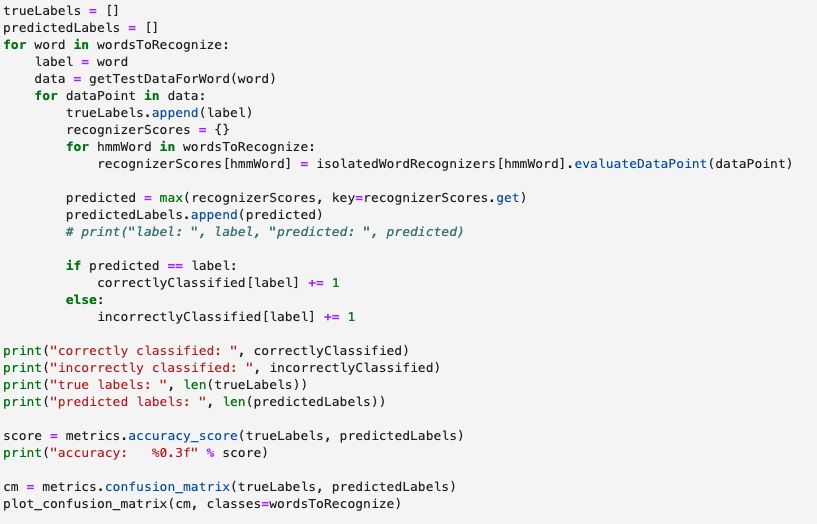 trueLabels = []
predictedLabels = []
for word in wordsToRecognize:
    label = word
    data = getTestDataForWord(word)
    for dataPoint in data:
        trueLabels.append(label)
        recognizerScores = {}
        for hmmWord in wordsToRecognize:
            recognizerScores[hmmWord] = isolatedWordRecognizers[hmmWord].evaluateDataPoint(dataPoint)

        predicted = max(recognizerScores, key=recognizerScores.get)
        predictedLabels.append(predicted)
        # print("label: ", label, "predicted: ", predicted)

        if predicted == label:
            correctlyClassified[label] += 1
        else:
            incorrectlyClassified[label] += 1

print("correctly classified: ", correctlyClassified)
print("incorrectly classified: ", incorrectlyClassified)
print("true labels: ", len(trueLabels))
print("predicted labels: ", len(predictedLabels))

score = metrics.accuracy_score(trueLabels, predictedLabels)
print("accuracy:   %0.3f" % score)

cm = metrics.confusion_matrix(trueLabels, predictedLabels)
plot_confusion_matrix(cm, classes=wordsToRecognize)